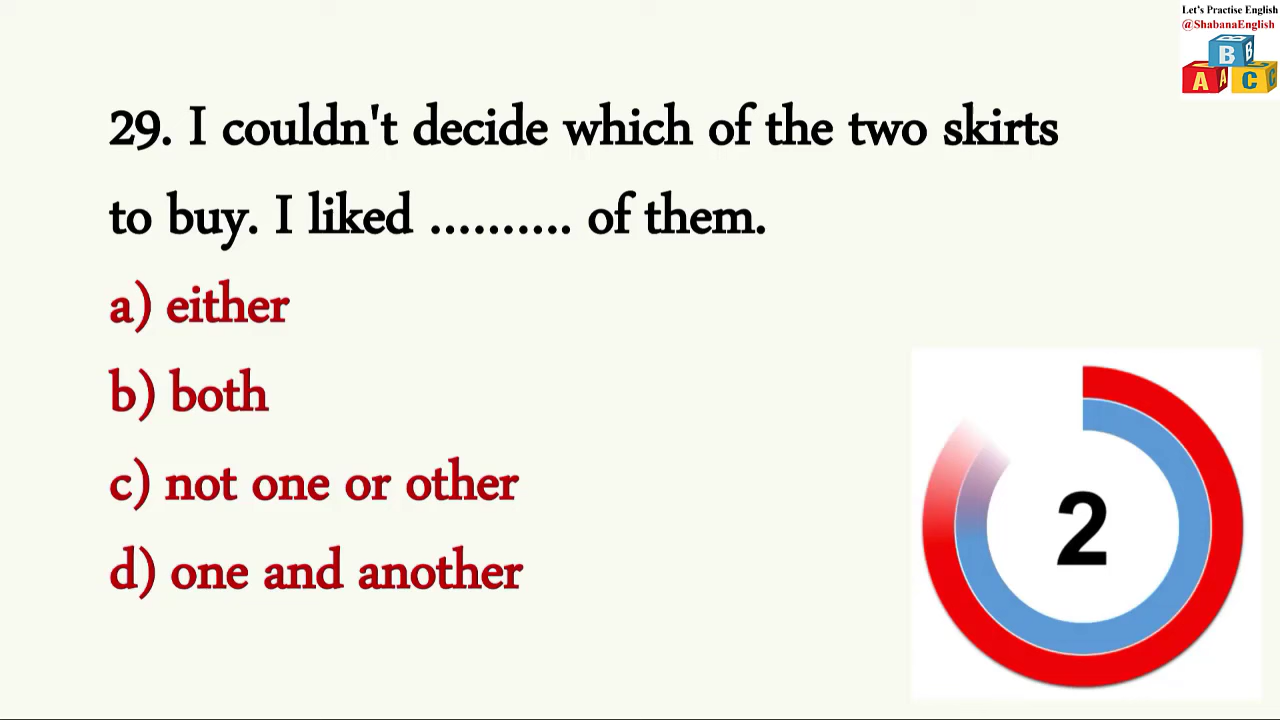 Let's Practise English
@ShabanaEnglish
B B
A A C C
29. I couldn't decide which of the two skirts
to buy. I liked .......... of them.
a) either
b) both
c) not one or other
d) one and another
2